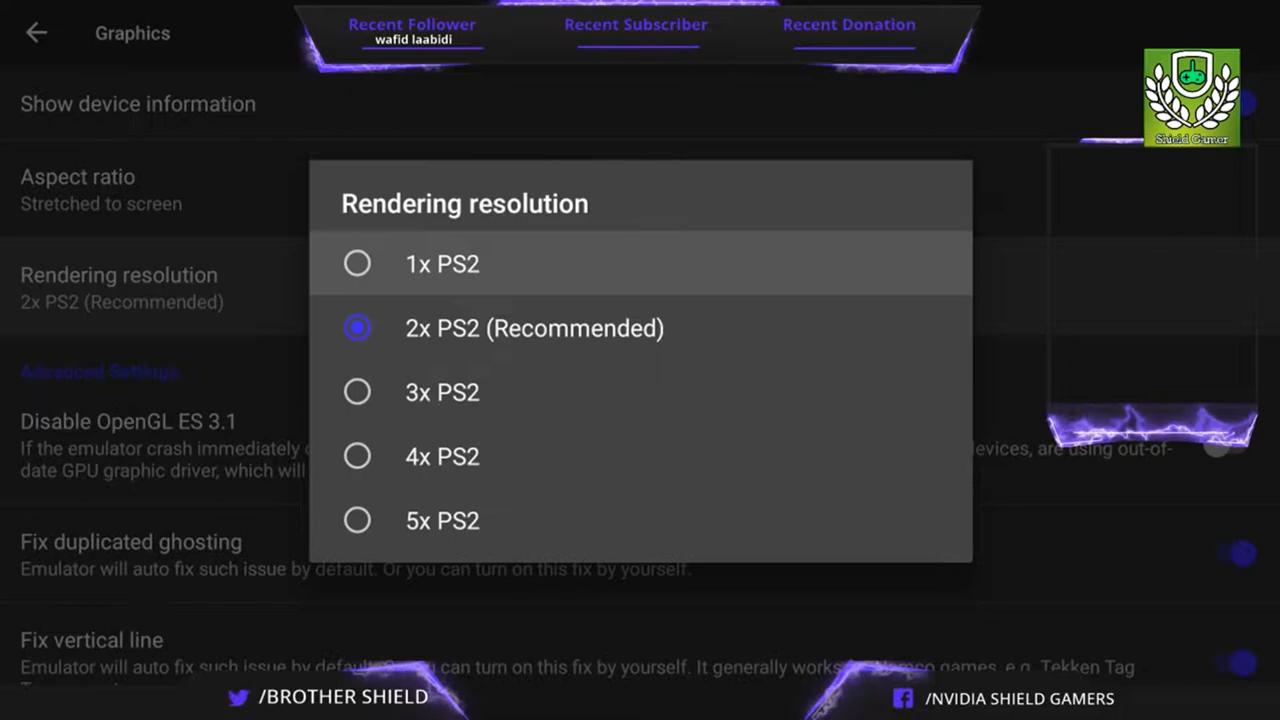 Recent Follower
wafid laabidi
Recent Subscriber
Recent Donation
Graphics
Shield Gamer
Show device information
Aspect ratio
Stretched to screen
Rendering resolution
2x PS2 (Recommended)
Rendering resolution
1x PS2
2x PS2 (Recommended)
3x PS2
4x PS2
5x PS2
Advanced Settings
Disable OpenGL ES 3.1
If the emulator crash immediately evices, are using out-of-
date GPU graphic driver, which will
Fix duplicated ghosting
Emulator will auto fix such issue by default. Or you can turn on this fix by yourself.
Fix vertical line
Emulator will auto fix such issue by default can turn on this fix by yourself. It generally works Namco games, e.g. Tekken Tag
/BROTHER SHIELD
/NVIDIA SHIELD GAMERS